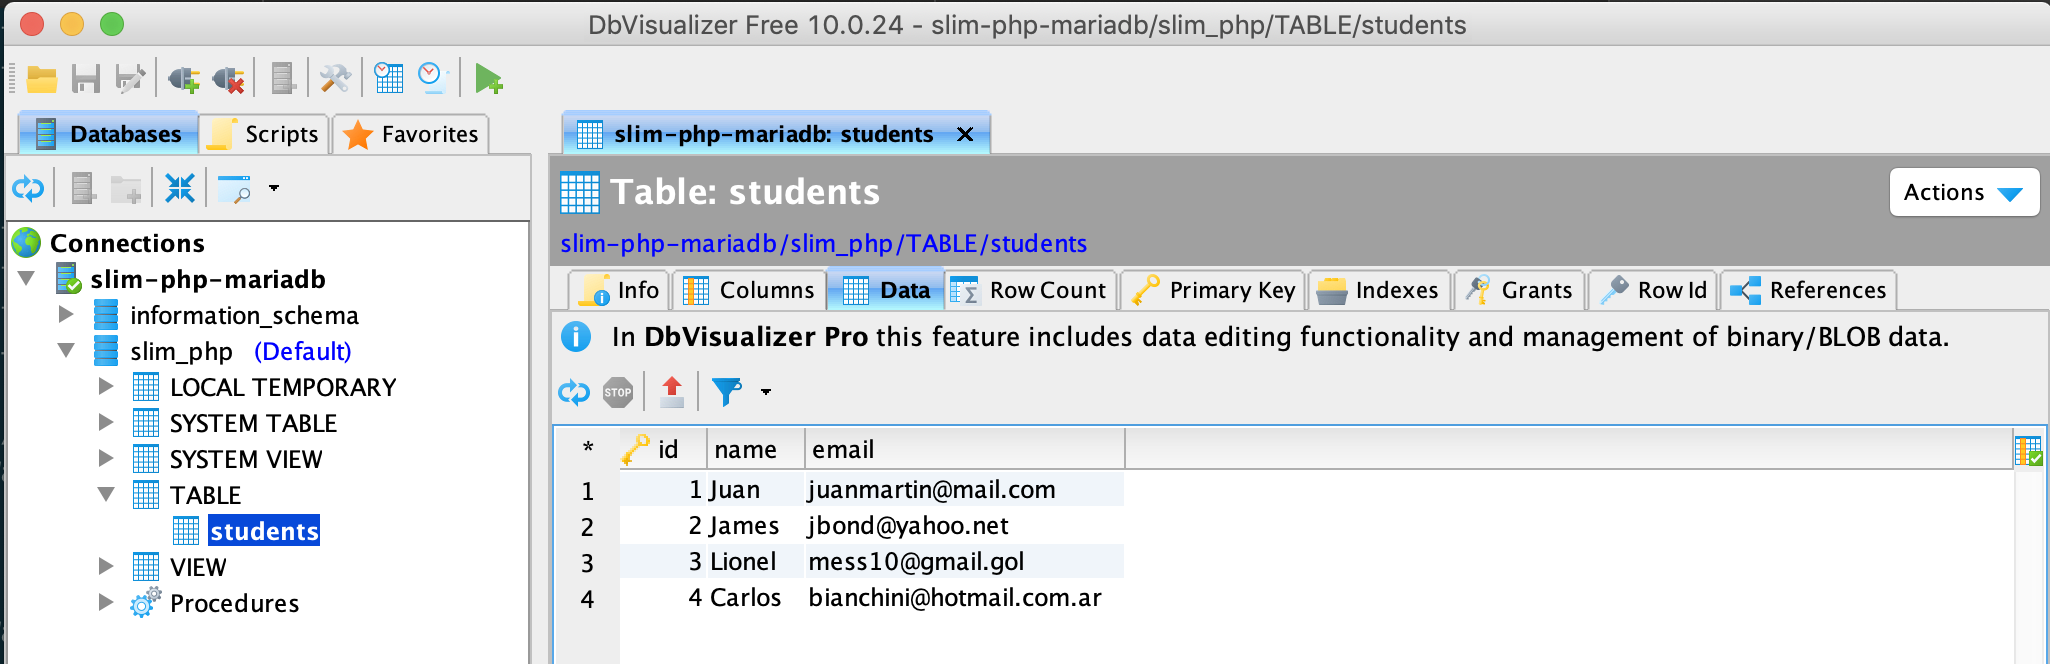 DbVisualizer Free 10.0.24 - slim-php-mariadb/slim_php/TABLE/students
Databases Scripts Favorites
Connections
slim-php-mariadb
information_schema
slim_php (Default)
LOCAL TEMPORARY
SYSTEM TABLE
SYSTEM VIEW
TABLE
students
VIEW
Procedures
slim-php-mariadb: students
Table: students
Actions
slim-php-mariadb/slim_php/TABLE/students
Info Columns Data Row Count Primary Key Indexes Grants Row Id References
In DbVisualizer Pro this feature includes data editing functionality and management of binary/BLOB data.
STOP
* id name email
1 1 Juan juanmartin@mail.com
2 2 James jbond@yahoo.net
3 3 Lionel mess10@gmail.gol
4 4 Carlos bianchini@hotmail.com.ar